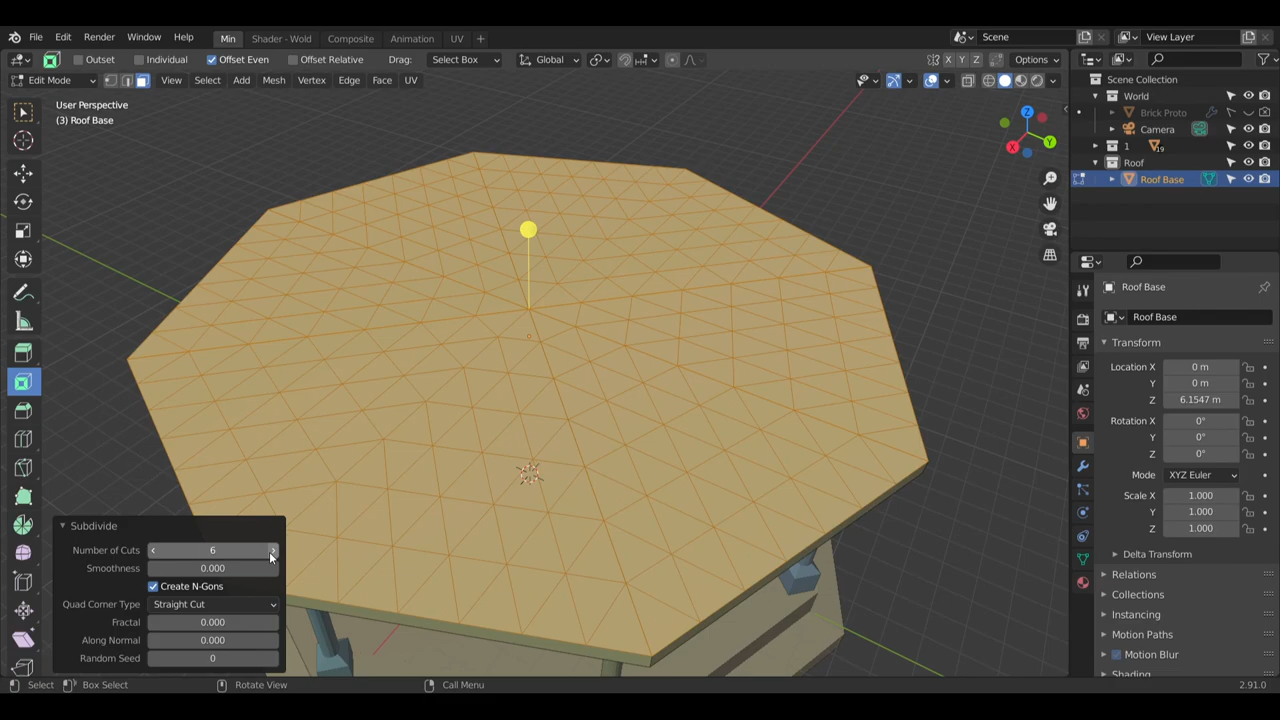 File Edit Render Window Help Min Shader - Wold Composite Animation UV Scene View Layer
Outset Individual Offset Even Offset Relative Drag: Select Box Global X Y Z Options
Edit Mode View Select Add Mesh Vertex Edge Face UV
User Perspective
(3) Roof Base
Z
Y
X
Scene Collection
World
Brick Proto
Camera
1 19
Roof
Roof Base
Roof Base
Roof Base
Transform
Location X 0 m
Y 0 m
Z 6.1547 m
Rotation X 0°
Y 0°
Z 0°
Mode XYZ Euler
Scale X 1.000
Y 1.000
Z 1.000
Delta Transform
Relations
Collections
Instancing
Motion Paths
Motion Blur
Shading
Subdivide
Number of Cuts 6
Smoothness 0.000
Create N-Gons
Quad Corner Type Straight Cut
Fractal 0.000
Along Normal 0.000
Random Seed 0
Select Box Select Rotate View Call Menu 2.91.0